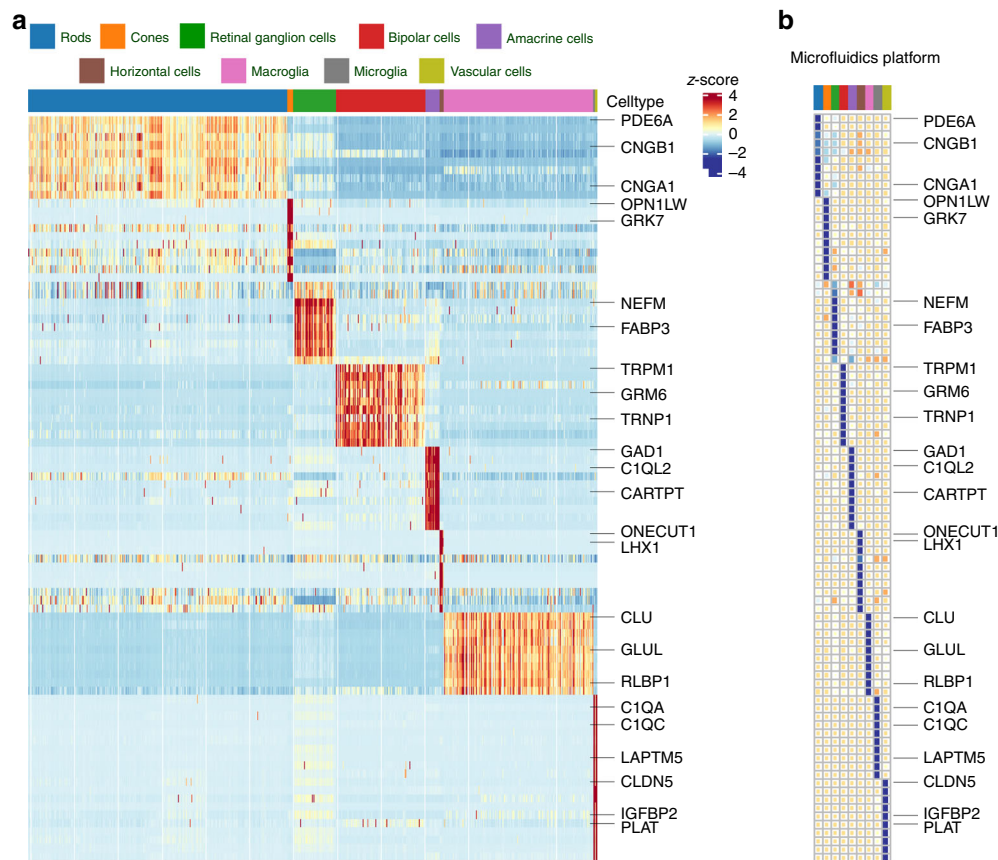 a
Rods
Cones
Retinal ganglion cells
Bipolar cells
Amacrine cells
Horizontal cells
Macroglia
Microglia
Vascular cells
z-score
4
2
0
−2
−4
Celltype
PDE6A
CNGB1
CNGA1
OPN1LW
GRK7
NEFM
FABP3
TRPM1
GRM6
TRNP1
GAD1
C1QL2
CARTPT
ONECUT1
LHX1
CLU
GLUL
RLBP1
C1QA
C1QC
LAPTM5
CLDN5
IGFBP2
PLAT
b
Microfluidics platform
PDE6A
CNGB1
CNGA1
OPN1LW
GRK7
NEFM
FABP3
TRPM1
GRM6
TRNP1
GAD1
C1QL2
CARTPT
ONECUT1
LHX1
CLU
GLUL
RLBP1
C1QA
C1QC
LAPTM5
CLDN5
IGFBP2
PLAT